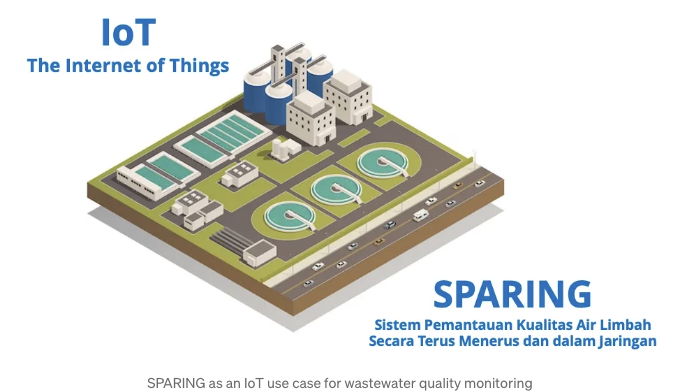 IoT
The Internet of Things
SPARING
Sistem Pemantauan Kualitas Air Limbah
Secara Terus Menerus dan dalam Jaringan
SPARING as an IoT use case for wastewater quality monitoring